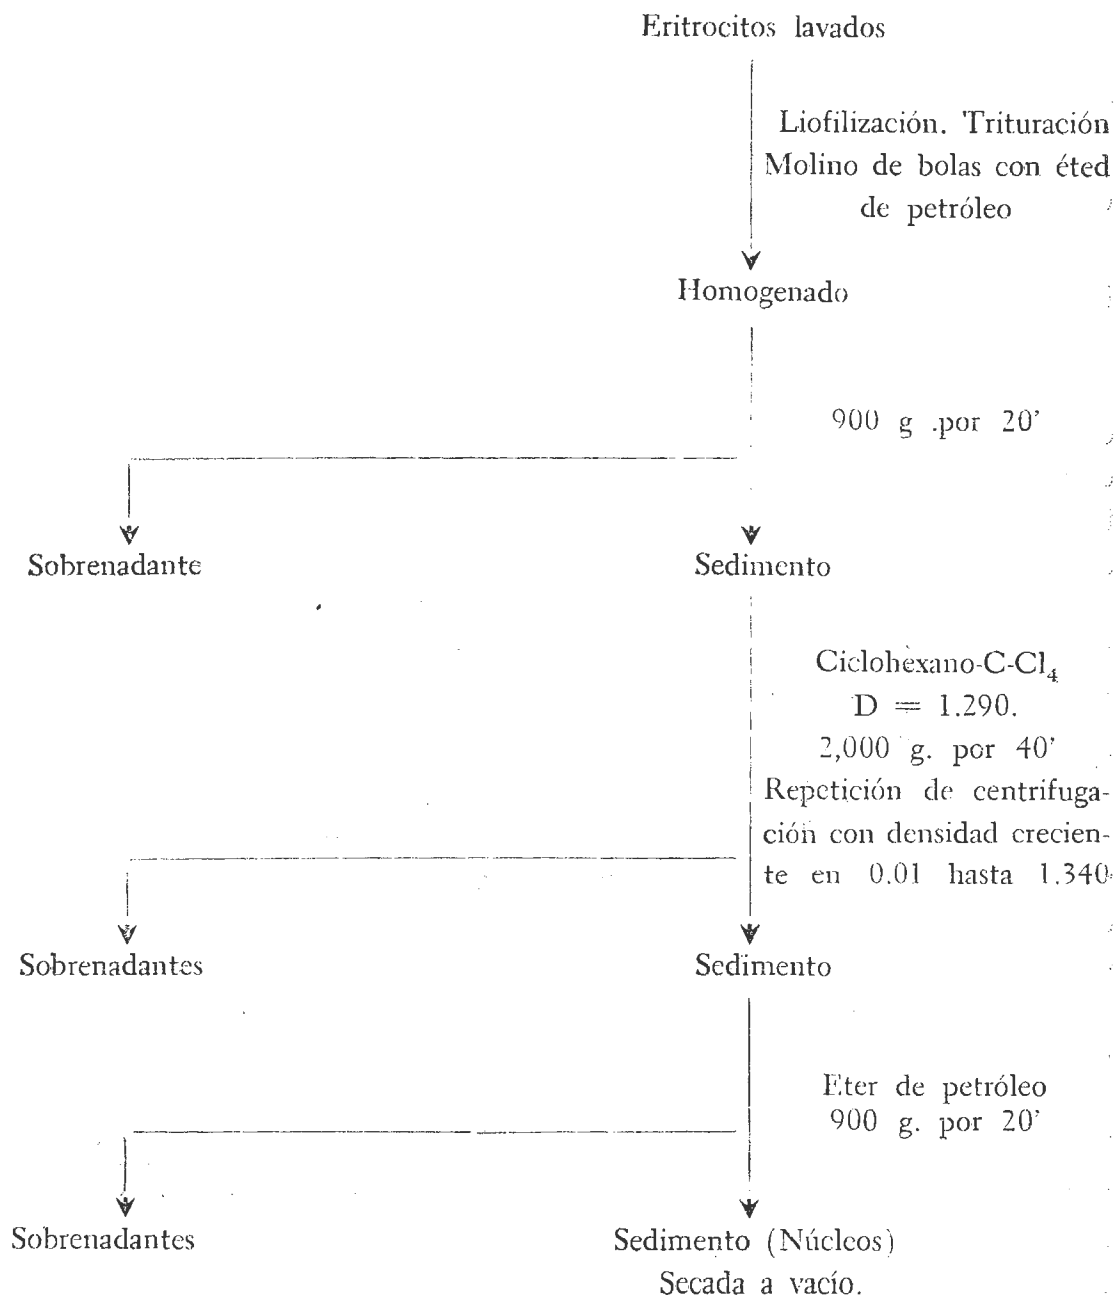 Eritrocitos lavados
Liofilización. Trituración
Molino de bolas con éted
de petróleo
Homogenado
900 g .por 20'
Sobrenadante
Sedimento
Ciclohexano-C-Cl₄
D = 1.290.
2,000 g. por 40'
Repetición de centrifuga-
ción con densidad crecien-
te en 0.01 hasta 1.340
Sobrenadantes
Sedimento
Eter de petróleo
900 g. por 20'
Sobrenadantes
Sedimento (Núcleos)
Secada a vacío.